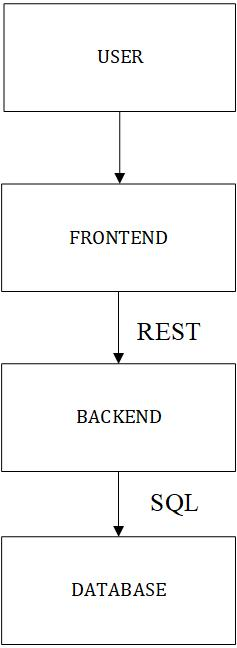 USER
FRONTEND
REST
BACKEND
SQL
DATABASE